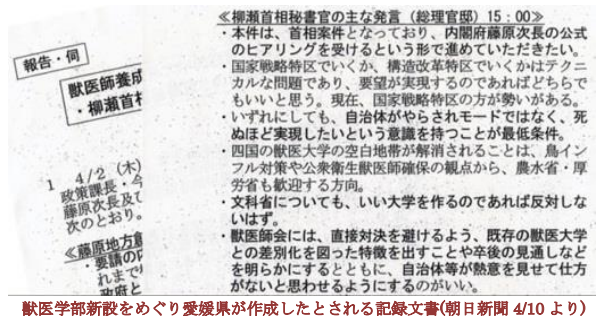 ≪柳瀬首相秘書官の主な発言（総理官邸）15：00≫
・本件は、首相案件となっており、内閣府藤原次長の公式
のヒアリングを受けるという形で進めていただきたい。
・国家戦略特区でいくか、構造改革特区でいくかはテクニ
カルな問題であり、要望が実現するのであればどちらで
もいいと思う。現在、国家戦略特区の方が勢いがある。
・いずれにしても、自治体がやらされモードではなく、死
ぬほど実現したいという意識を持つことが最低条件。
・四国の獣医大学の空白地帯が解消されることは、鳥イン
フル対策や公衆衛生獣医師確保の観点から、農水省・厚
労省も歓迎する方向。
・文科省についても、いい大学を作るのであれば反対しな
いはず。
・獣医師会には、直接対決を避けるよう、既存の獣医大学
との差別化を図った特徴を出すことや卒後の見通しなど
を明らかにするとともに、自治体等が熱意を見せて仕方
がないと思わせるようにするのがいい。
報告・伺
獣医師養成
・柳瀬首相
1 4/2（木）
政策課長・今
藤原次長及び
次のとおり。
≪藤原地方創
・要請の内
れまで
政府と
獣医学部新設をめぐり愛媛県が作成したとされる記録文書(朝日新聞 4/10 より)